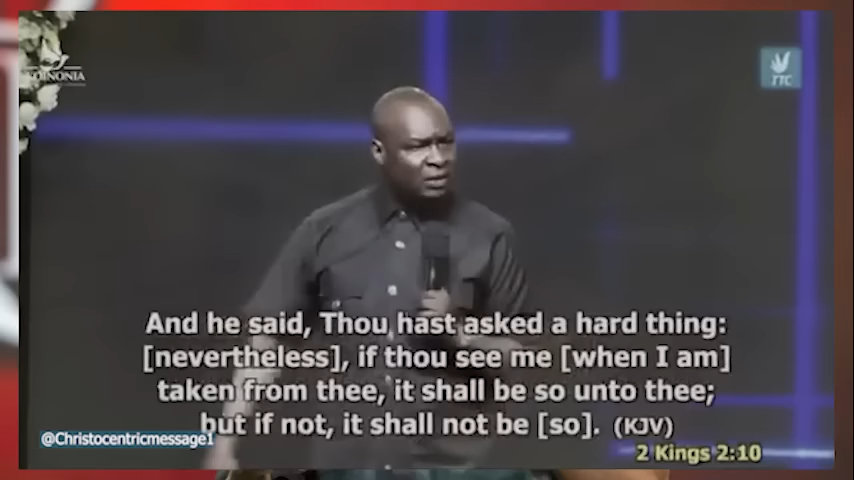 TTC
And he said, Thou hast asked a hard thing:
[nevertheless], if thou see me [when I am]
taken from thee, it shall be so unto thee;
but if not, it shall not be [so]. (KJV)
@Christocentricmessage1
2 Kings 2:10